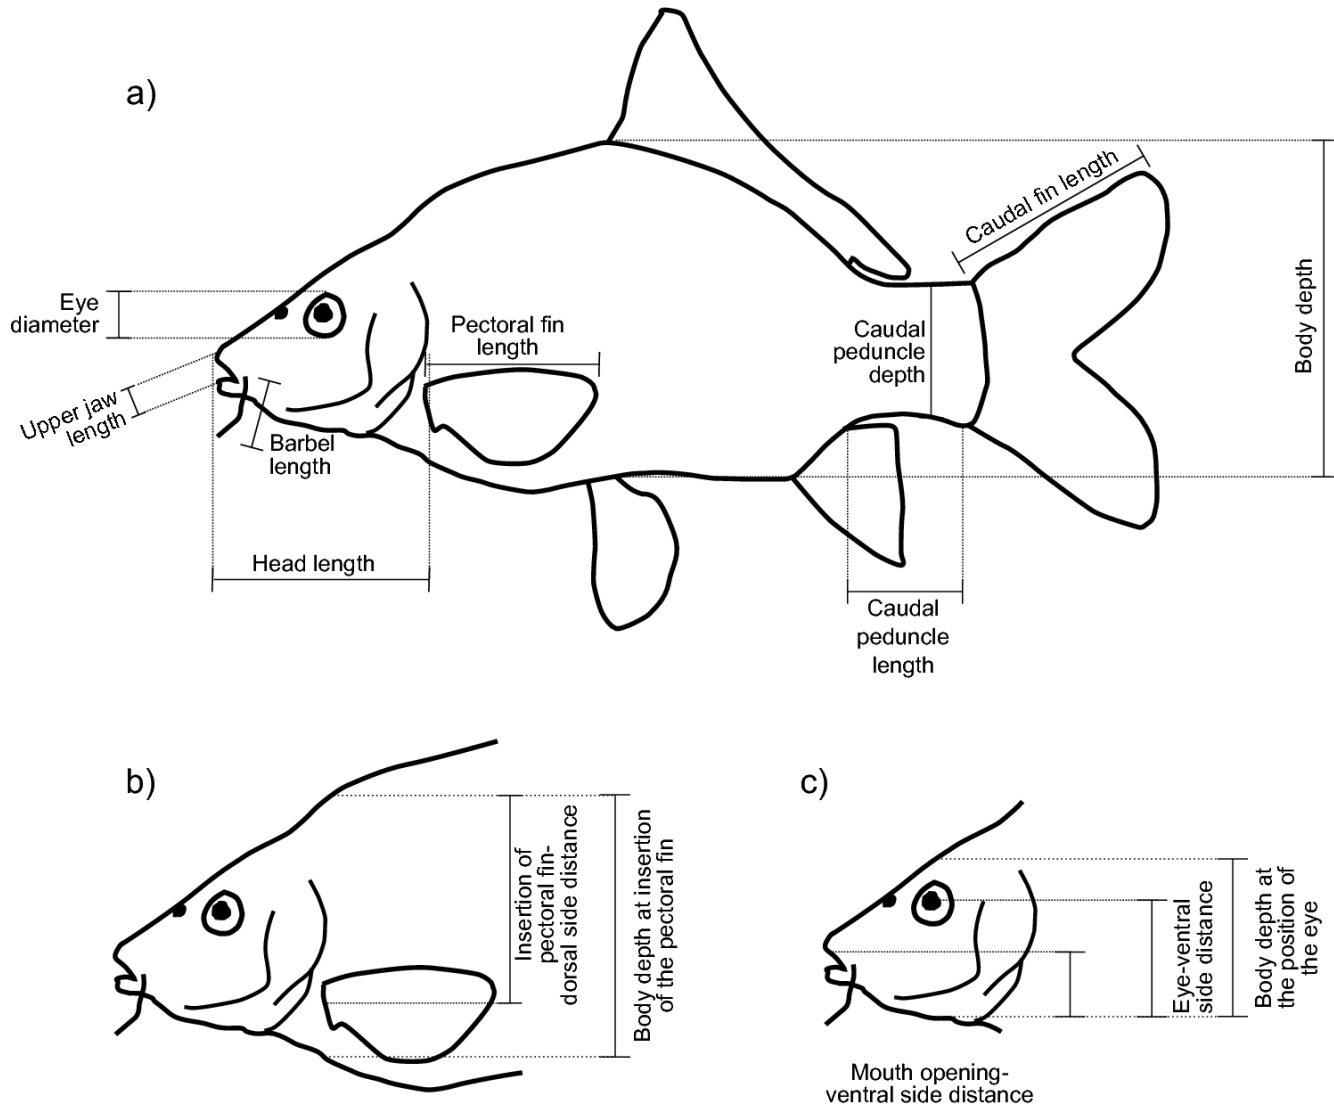 a)
Caudal fin length
Eye
diameter
Pectoral fin
length
Caudal
peduncle
depth
Body depth
Upper jaw
length
Barbel
length
Head length
Caudal
peduncle
length
b)
Insertion of
pectoral fin-
dorsal side distance
Body depth at insertion
of the pectoral fin
c)
Eye-ventral
side distance
Body depth at
the position of
the eye
Mouth opening-
ventral side distance